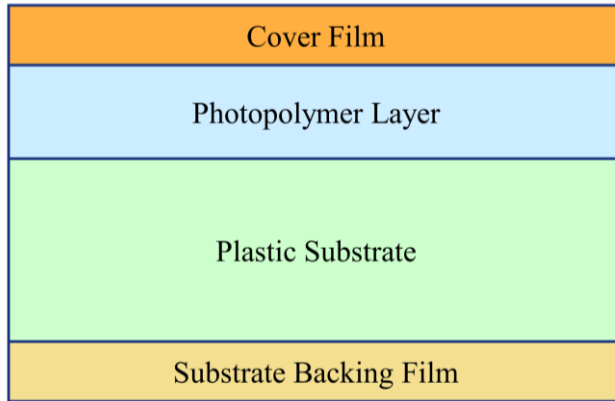 Cover Film
Photopolymer Layer
Plastic Substrate
Substrate Backing Film